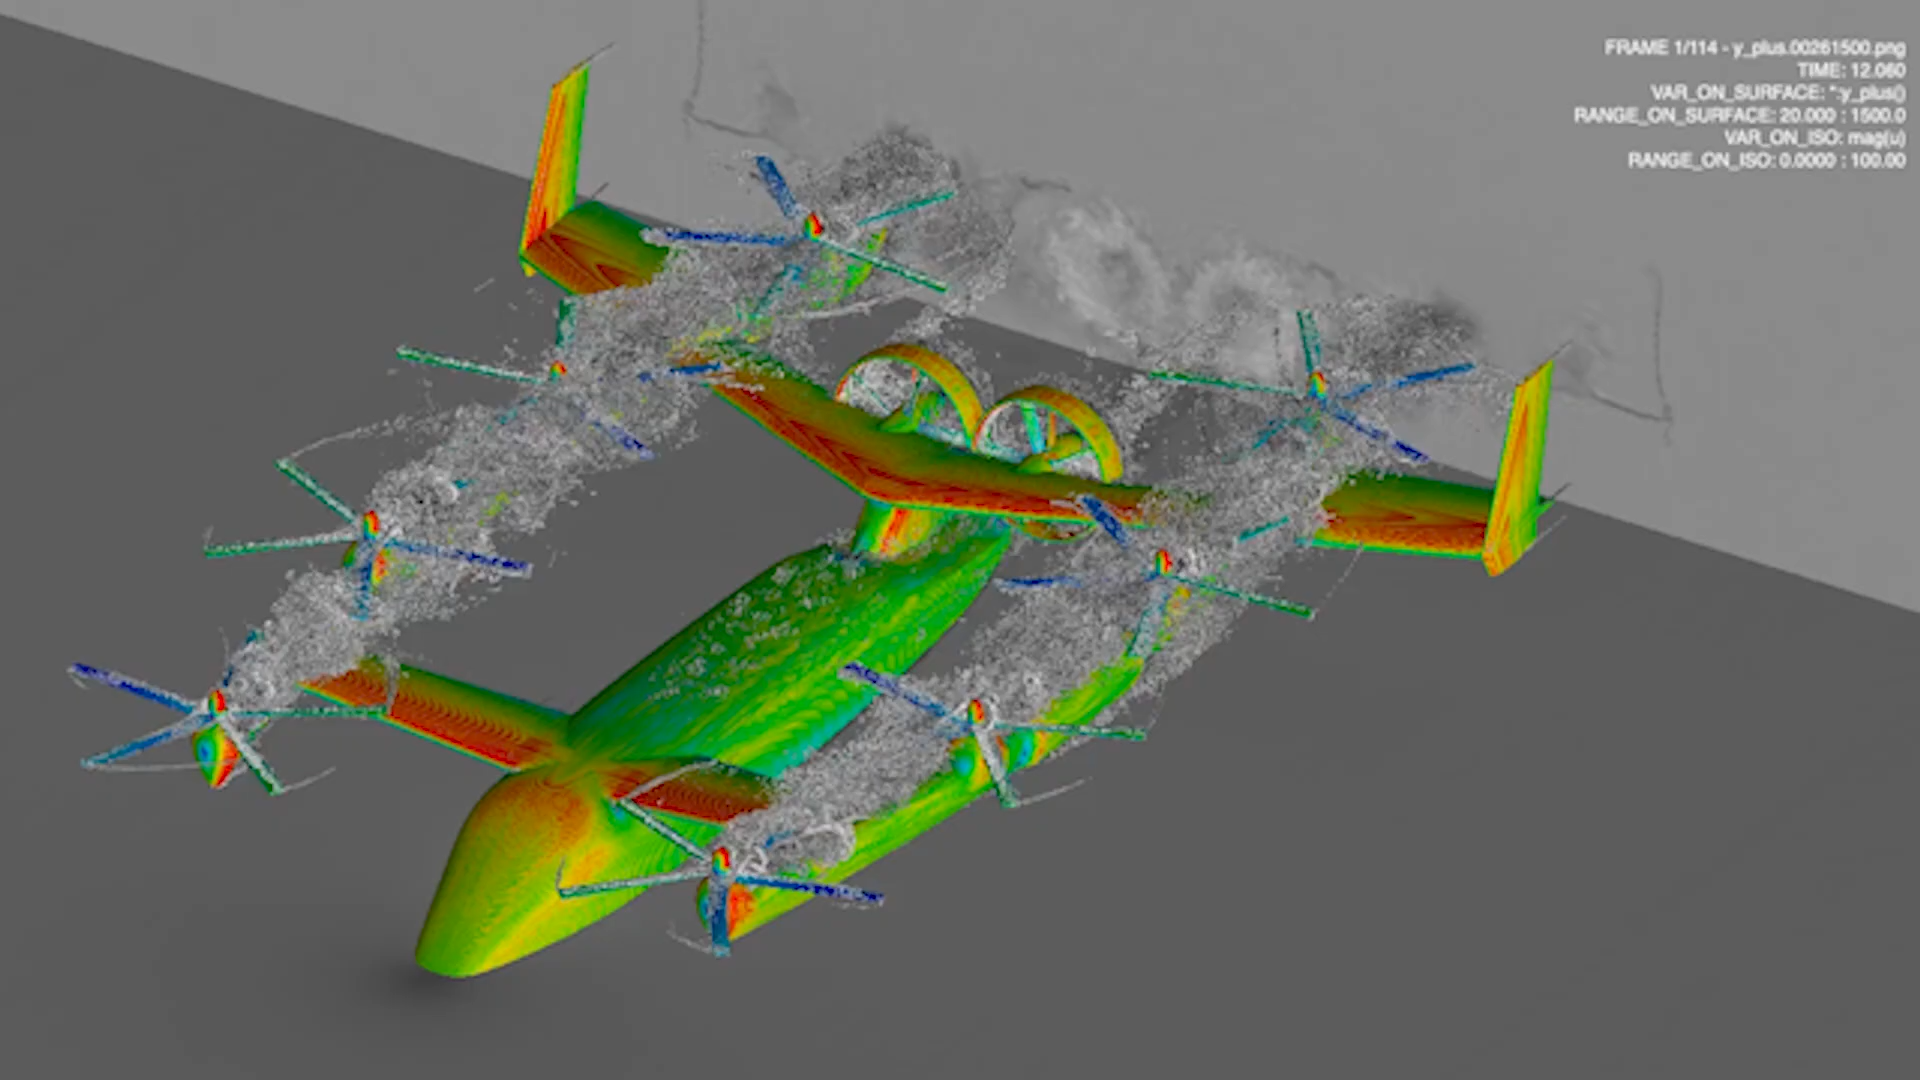 FRAME 1/114 - y_plus.00261500.png
TIME: 12.060
VAR_ON_SURFACE: *:y_plus()
RANGE_ON_SURFACE: 20.000 : 1500.0
VAR_ON_ISO: mag(u)
RANGE_ON_ISO: 0.0000 : 100.00